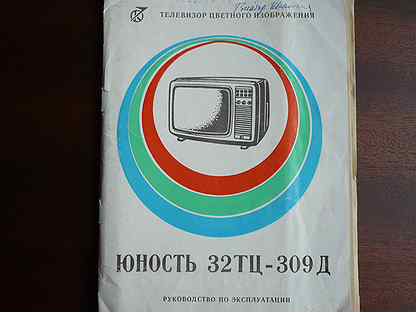 ТЕЛЕВИЗОР ЦВЕТНОГО ИЗОБРАЖЕНИЯ
ЮНОСТЬ 32ТЦ-309Д
РУКОВОДСТВО ПО ЭКСПЛУАТАЦИИ